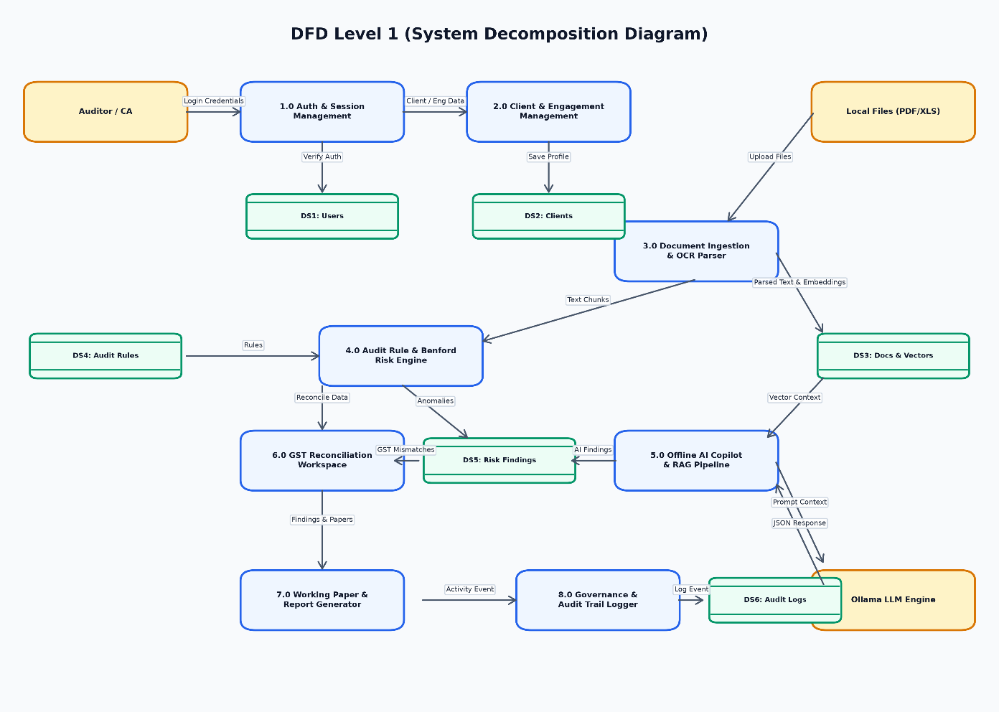 DFD Level 1 (System Decomposition Diagram)
Auditor / CA
Login Credentials
1.0 Auth & Session
Management
Client / Eng Data
2.0 Client & Engagement
Management
Local Files (PDF/XLS)
Verify Auth
Save Profile
Upload Files
DS1: Users
DS2: Clients
3.0 Document Ingestion
& OCR Parser
Parsed Text & Embeddings
Text Chunks
DS4: Audit Rules
Rules
4.0 Audit Rule & Benford
Risk Engine
DS3: Docs & Vectors
Reconcile Data
Anomalies
Vector Context
6.0 GST Reconciliation
Workspace
GST Mismatches
DS5: Risk Findings
AI Findings
5.0 Offline AI Copilot
& RAG Pipeline
Prompt Context
JSON Response
Findings & Papers
7.0 Working Paper &
Report Generator
Activity Event
8.0 Governance &
Audit Trail Logger
Log Event
DS6: Audit Logs
Ollama LLM Engine